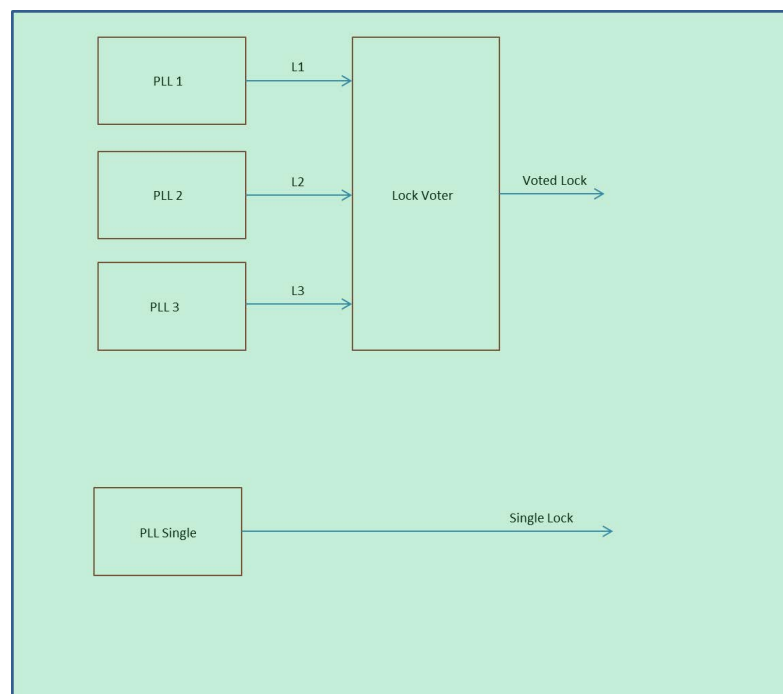 PLL 1
L1
PLL 2
L2
PLL 3
L3
Lock Voter
Voted Lock
PLL Single
Single Lock